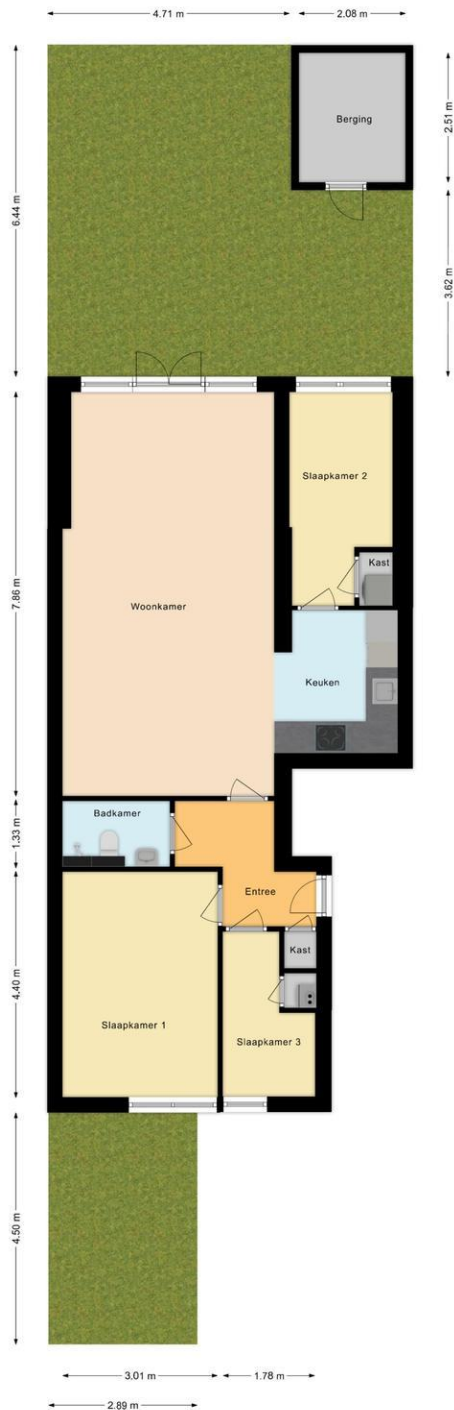 4.71 m
2.08 m
Berging
2.51 m
6.44 m
3.62 m
Slaapkamer 2
Kast
Woonkamer
7.86 m
Keuken
Badkamer
1.33 m
Entree
Kast
4.40 m
Slaapkamer 1
Slaapkamer 3
4.50 m
3.01 m
1.78 m
2.89 m